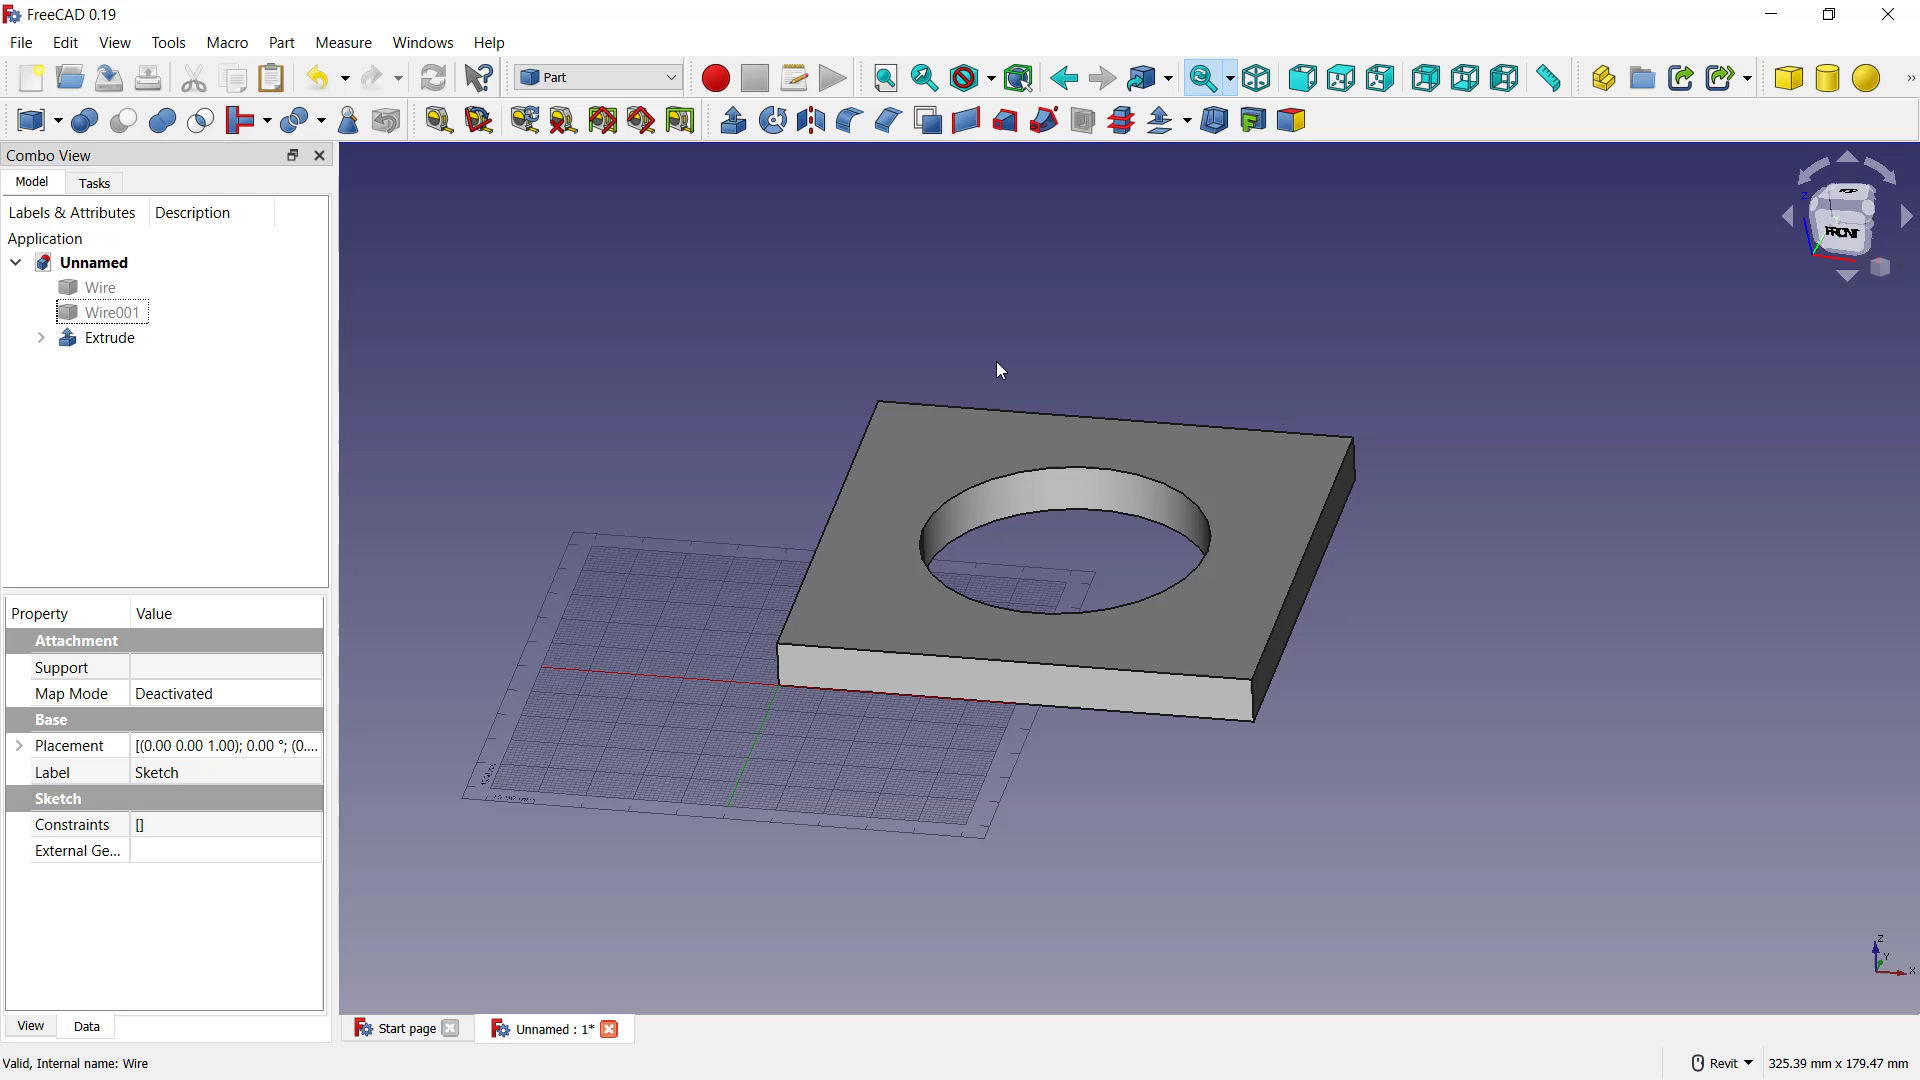 FreeCAD 0.19
File Edit View Tools Macro Part Measure Windows Help
Part
Combo View
Model Tasks
Labels & Attributes Description
Application
Unnamed
Wire
Wire001
Extrude
Property Value
Attachment
Support
Map Mode Deactivated
Base
Placement [(0.00 0.00 1.00); 0.00 °; (0....
Label Sketch
Sketch
Constraints []
External Ge...
View Data
TOP
FRONT
Z
Z
Y
X
Start page Unnamed : 1*
Valid, Internal name: Wire
Revit 325.39 mm x 179.47 mm